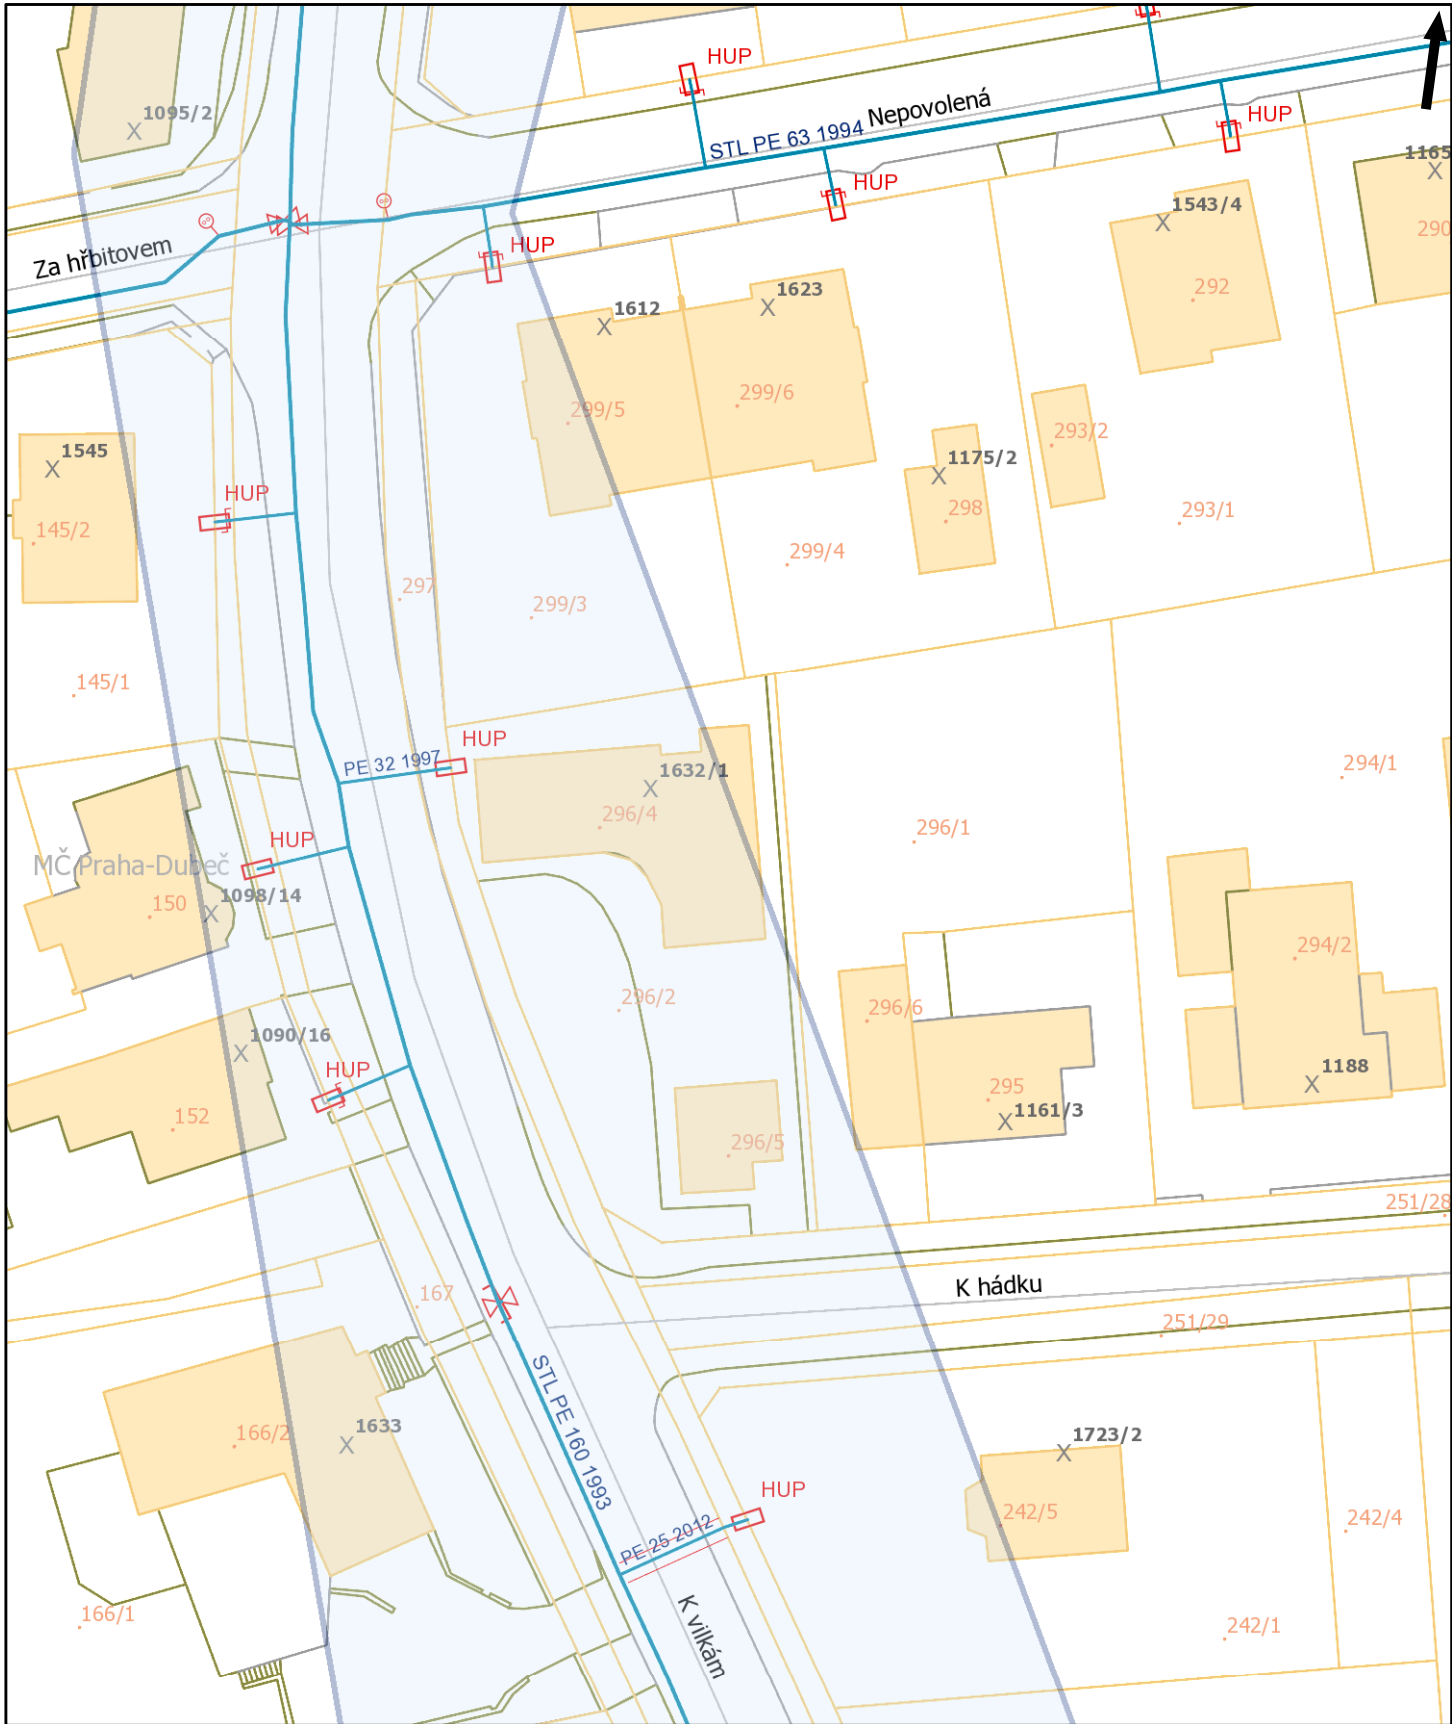 HUP
1095/2
Nepovolená
STL PE 63 1994
HUP
1165
HUP
1543/4
290
Za hřbitovem
HUP
1612
1623
292
299/5
299/6
293/2
1545
1175/2
HUP
145/2
298
293/1
299/4
297
299/3
145/1
HUP
PE 32 1997
1632/1
294/1
296/4
296/1
HUP
MČ Praha-Dubeč
1098/14
150
294/2
296/2
296/6
1090/16
HUP
1188
295
1161/3
152
296/5
251/28
K hádku
167
251/29
STL PE 160 1993
1633
166/2
1723/2
HUP
242/5
242/4
PE 25 2012
166/1
K vilkám
242/1